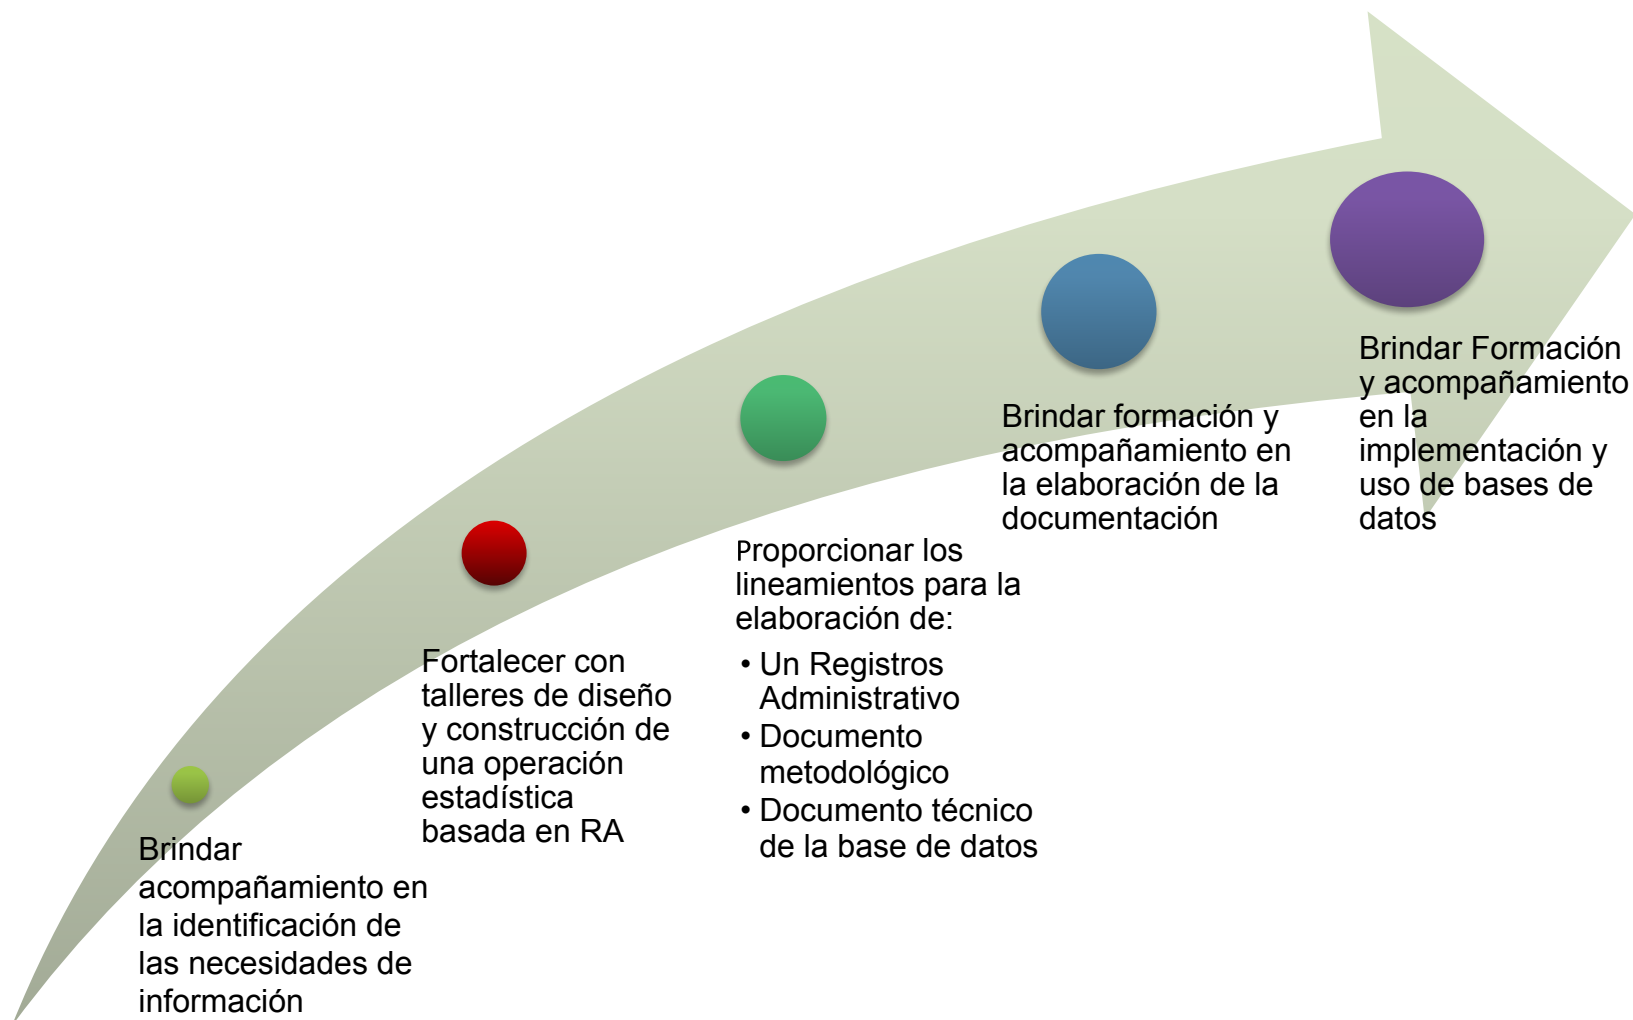 Brindar
acompañamiento en
la identificación de
las necesidades de
información
Fortalecer con
talleres de diseño
y construcción de
una operación
estadística
basada en RA
Proporcionar los
lineamientos para la
elaboración de:
• Un Registros
Administrativo
• Documento
metodológico
• Documento técnico
de la base de datos
Brindar formación y
acompañamiento en
la elaboración de la
documentación
Brindar Formación
y acompañamiento
en la
implementación y
uso de bases de
datos